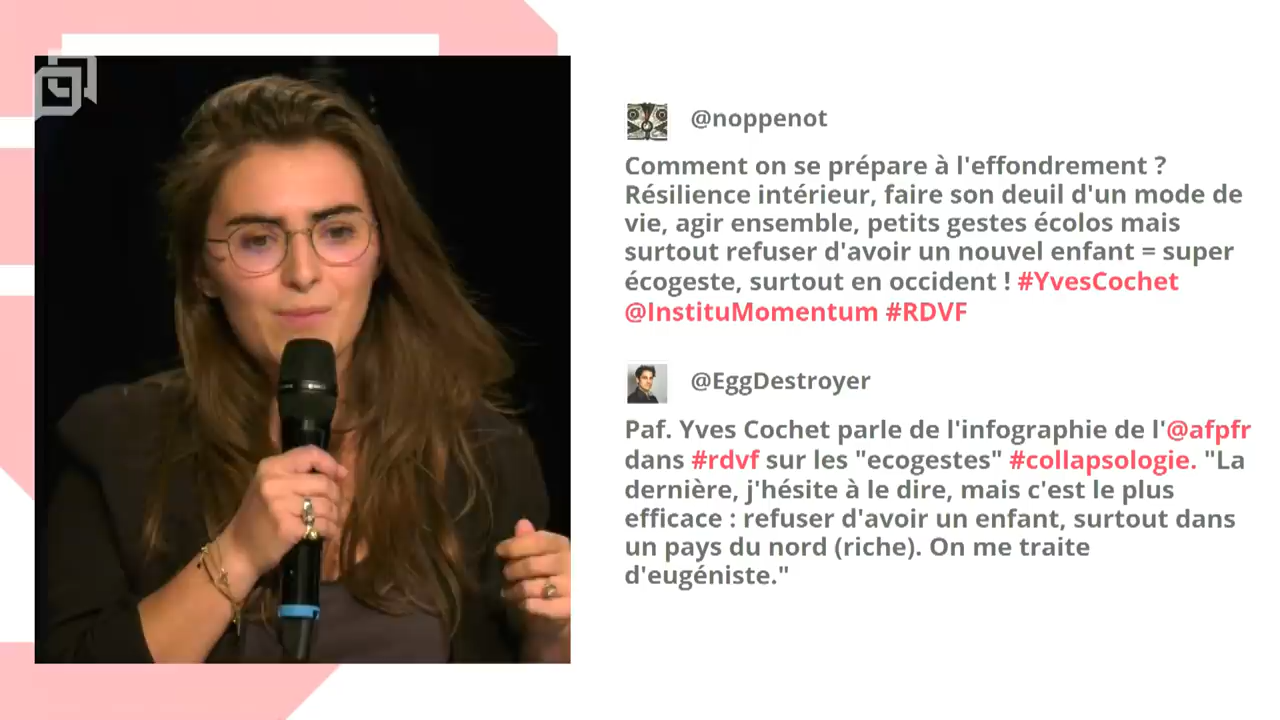 @noppenot
Comment on se prépare à l'effondrement ?
Résilience intérieur, faire son deuil d'un mode de
vie, agir ensemble, petits gestes écolos mais
surtout refuser d'avoir un nouvel enfant = super
écogeste, surtout en occident ! #YvesCochet
@InstituMomentum #RDVF
@EggDestroyer
Paf. Yves Cochet parle de l'infographie de l'@afpfr
dans #rdvf sur les "ecogestes" #collapsologie. "La
dernière, j'hésite à le dire, mais c'est le plus
efficace : refuser d'avoir un enfant, surtout dans
un pays du nord (riche). On me traite
d'eugéniste."